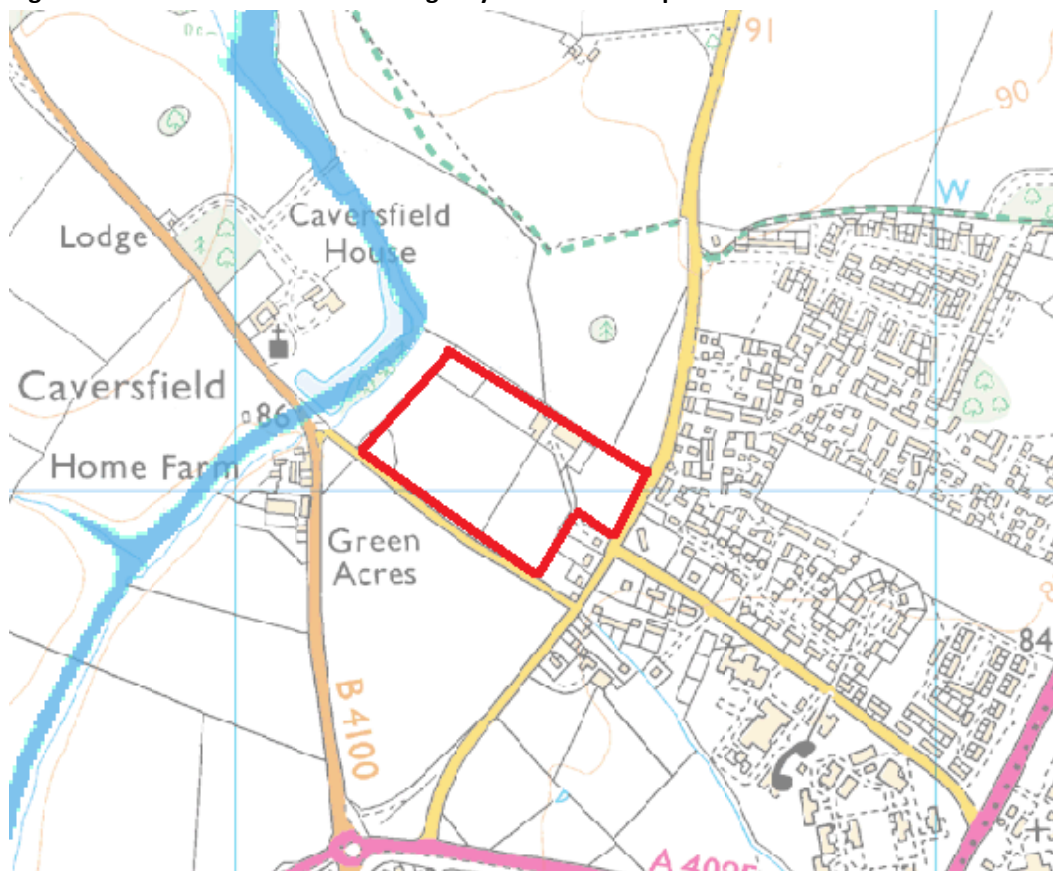 91
90
W
Lodge
Caversfield
House
Caversfield
86
Home Farm
Green
Acres
84
B 4100
A 4095